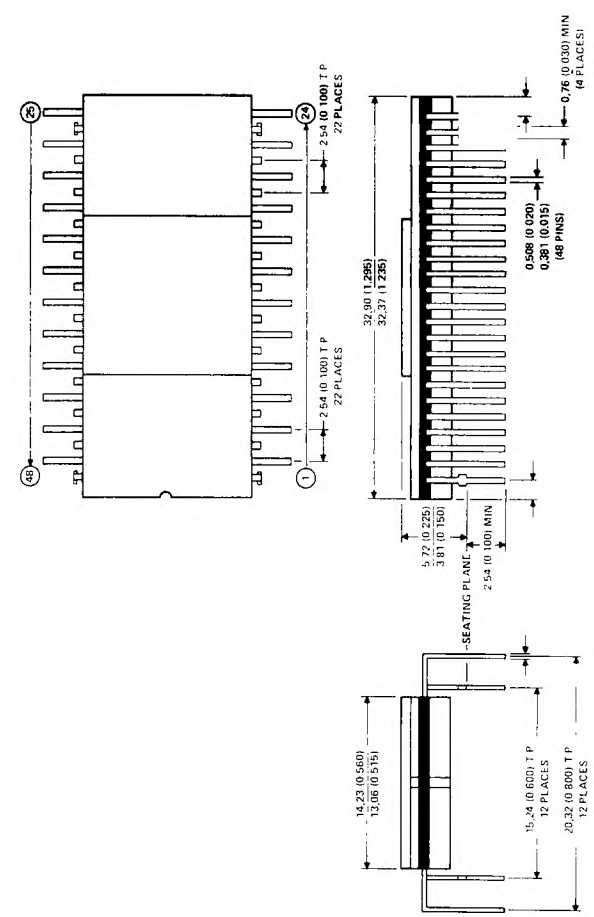 48
25
1
24
2 54 (0 100) T P
22 PLACES
2 54 (0 100) T P
22 PLACES
32,90 (1.295)
32,37 (1 235)
5,72 (0 225)
3 81 (0 150)
SEATING PLANE
2 54 (0 100) MIN
0,508 (0 020)
0,381 (0.015)
(48 PINS)
0,76 (0 030) MIN
(4 PLACES)
14,23 (0 560)
13,06 (0 515)
15,24 (0 600) T P
12 PLACES
20,32 (0 800) T P
12 PLACES